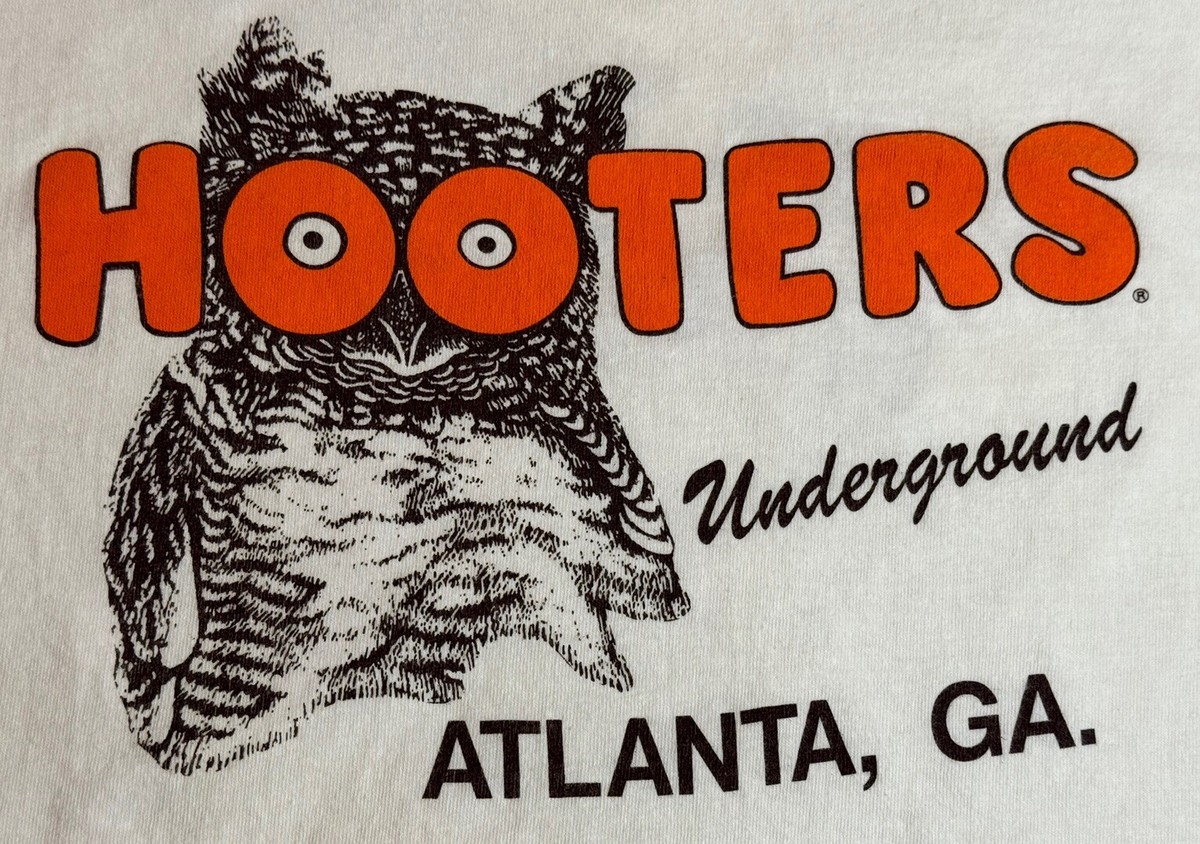 HOOTERS®
Underground
ATLANTA, GA.